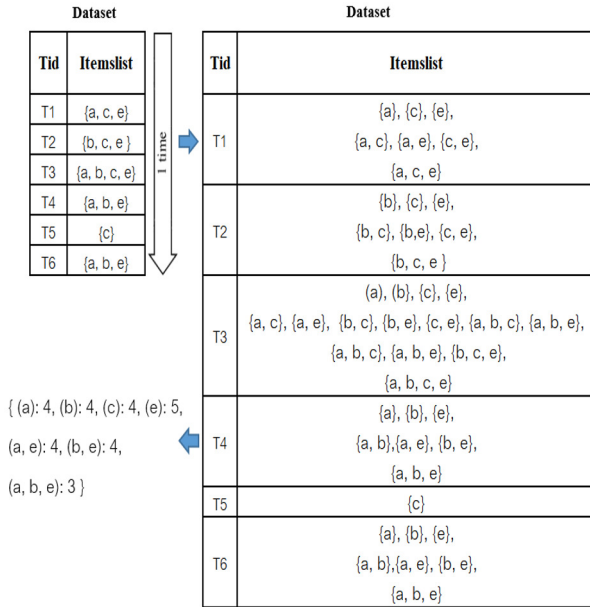 Dataset
Tid Itemslist
T1 {a, c, e}
T2 {b, c, e }
T3 {a, b, c, e}
T4 {a, b, e}
T5 {c}
T6 {a, b, e}
1 time
Dataset
Tid Itemslist
T1
{a}, {c}, {e},
{a, c}, {a, e}, {c, e},
{a, c, e}
T2
{b}, {c}, {e},
{b, c}, {b,e}, {c, e},
{b, c, e }
T3
(a), (b}, {c}, {e},
{a, c}, {a, e}, {b, c}, {b, e}, {c, e}, {a, b, c}, {a, b, e},
{a, b, c}, {a, b, e}, {b, c, e},
{a, b, c, e}
T4
{a}, {b}, {e},
{a, b},{a, e}, {b, e},
{a, b, e}
T5 {c}
T6
{a}, {b}, {e},
{a, b},{a, e}, {b, e},
{a, b, e}
{ (a): 4, (b): 4, (c): 4, (e): 5,
(a, e): 4, (b, e): 4,
(a, b, e): 3 }